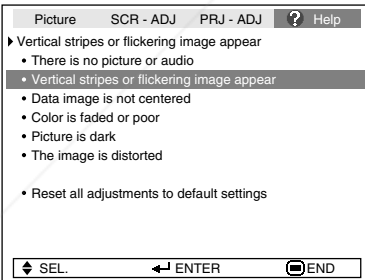 Picture SCR - ADJ PRJ - ADJ ? Help
Vertical stripes or flickering image appear
• There is no picture or audio
• Vertical stripes or flickering image appear
• Data image is not centered
• Color is faded or poor
• Picture is dark
• The image is distorted
• Reset all adjustments to default settings
SEL. ENTER END